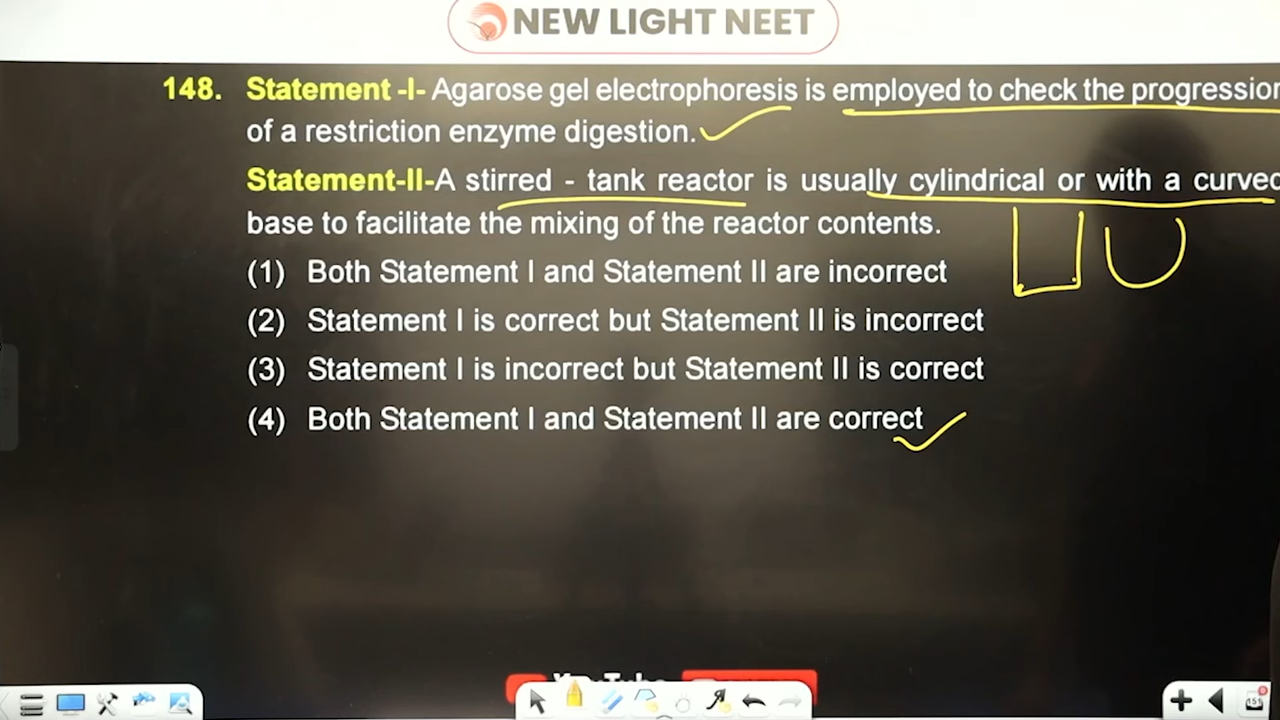 NEW LIGHT NEET
148. Statement -I- Agarose gel electrophoresis is employed to check the progression
of a restriction enzyme digestion.
Statement-II-A stirred - tank reactor is usually cylindrical or with a curved
base to facilitate the mixing of the reactor contents.
(1) Both Statement I and Statement II are incorrect
(2) Statement I is correct but Statement II is incorrect
(3) Statement I is incorrect but Statement II is correct
(4) Both Statement I and Statement II are correct
YouTube
151